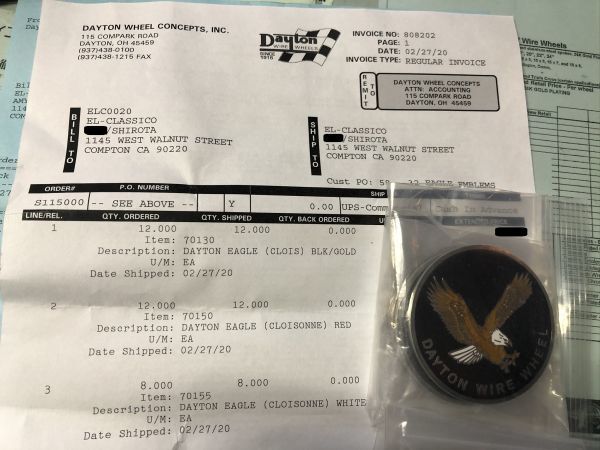 DAYTON WHEEL CONCEPTS, INC.
115 COMPARK ROAD
DAYTON, OH 45459
(937)438-0100
(937)438-1215 FAX
Dayton
WIRE WHEELS
SINCE 1916
INVOICE NO: 808202
PAGE: 1
DATE: 02/27/20
INVOICE TYPE: REGULAR INVOICE
REMIT TO
DAYTON WHEEL CONCEPTS
ATTN: ACCOUNTING
115 COMPARK ROAD
DAYTON, OH 45459
BILL TO
ELC0020
EL-CLASSICO
/SHIROTA
1145 WEST WALNUT STREET
COMPTON CA 90220
SHIP TO
EL-CLASSICO
/SHIROTA
1145 WEST WALNUT STREET
COMPTON CA 90220
Cust PO: 32 EAGLE EMBLEMS
ORDER# P.O. NUMBER SHIP
S115000 -- SEE ABOVE -- Y 0.00 UPS-Comm Cash In Advance
LINE/REL. QTY. ORDERED QTY. SHIPPED QTY. BACK ORDERED EXTENDED PRICE
1 12.000 12.000 0.000
Item: 70130
Description: DAYTON EAGLE (CLOIS) BLK/GOLD
U/M: EA
Date Shipped: 02/27/20
2 12.000 12.000 0.000
Item: 70150
Description: DAYTON EAGLE (CLOISONNE) RED
U/M: EA
Date Shipped: 02/27/20
3 8.000 8.000 0.000
Item: 70155
Description: DAYTON EAGLE (CLOISONNE) WHITE
U/M: EA
Date Shipped: 02/27/20
DAYTON WIRE WHEEL
Wire Wheels